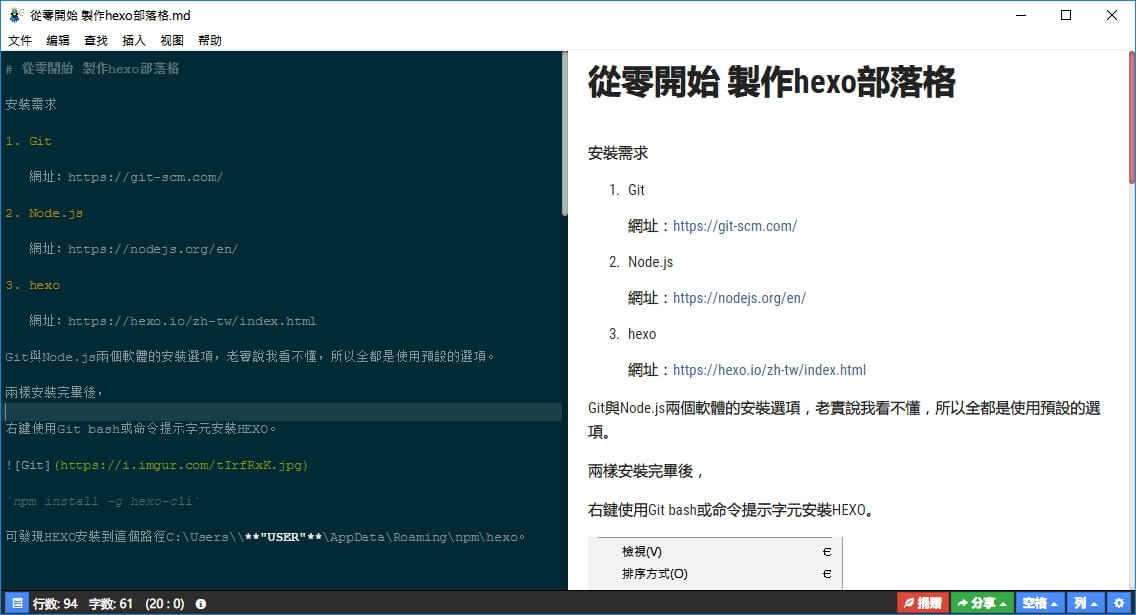 從零開始 製作hexo部落格.md
文件 编辑 查找 插入 视图 帮助
# 從零開始 製作hexo部落格
安裝需求
1. Git
網址：https://git-scm.com/
2. Node.js
網址：https://nodejs.org/en/
3. hexo
網址：https://hexo.io/zh-tw/index.html
Git與Node.js兩個軟體的安裝選項，老實說我看不懂，所以全都是使用預設的選項。
兩樣安裝完畢後，
右鍵使用Git bash或命令提示字元安裝HEXO。
![Git](https://i.imgur.com/tIrfRxK.jpg)
`npm install -g hexo-cli`
可發現HEXO安裝到這個路徑C:\Users\\**"USER"**\AppData\Roaming\npm\hexo。
從零開始 製作hexo部落格
安裝需求
1. Git
網址：https://git-scm.com/
2. Node.js
網址：https://nodejs.org/en/
3. hexo
網址：https://hexo.io/zh-tw/index.html
Git與Node.js兩個軟體的安裝選項，老實說我看不懂，所以全都是使用預設的選
項。
兩樣安裝完畢後，
右鍵使用Git bash或命令提示字元安裝HEXO。
檢視(V)
排序方式(O)
行数: 94 字数: 61 (20 : 0) 捐赠 分享 空格 列